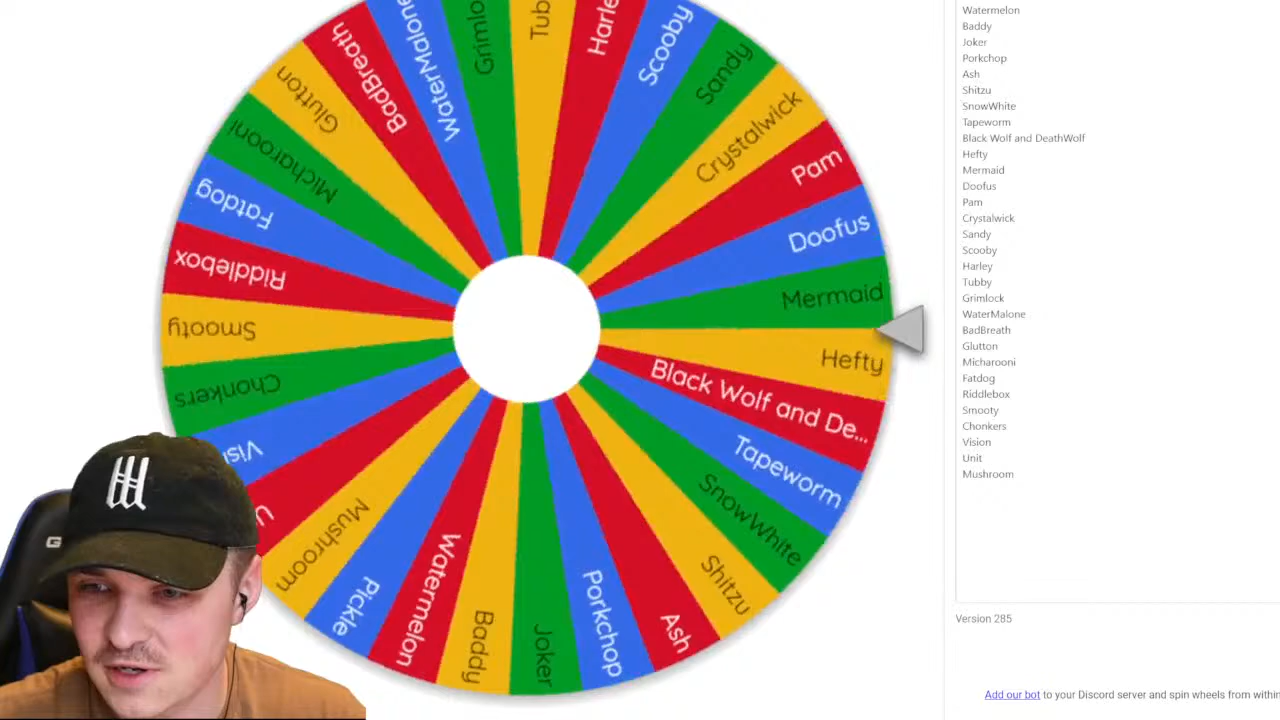 Watermelon
Baddy
Joker
Porkchop
Ash
Shitzu
SnowWhite
Tapeworm
Black Wolf and DeathWolf
Hefty
Mermaid
Doofus
Pam
Crystalwick
Sandy
Scooby
Harley
Tubby
Grimlock
WaterMalone
BadBreath
Glutton
Micharooni
Fatdog
Riddlebox
Smooty
Chonkers
Vision
Unit
Mushroom
Version 285
Add our bot to your Discord server and spin wheels from within
Grimlo
Tub
Harle
Scooby
Sandy
Crystalwick
Pam
Doofus
Mermaid
Hefty
Black Wolf and De...
Tapeworm
SnowWhite
Shitzu
Ash
Porkchop
Joker
Baddy
Watermelon
Pickle
Mushroom
U
Visi
Chonkers
Smooty
Riddlebox
Fatdog
Micharooni
Glutton
BadBreath
WaterMalone
G